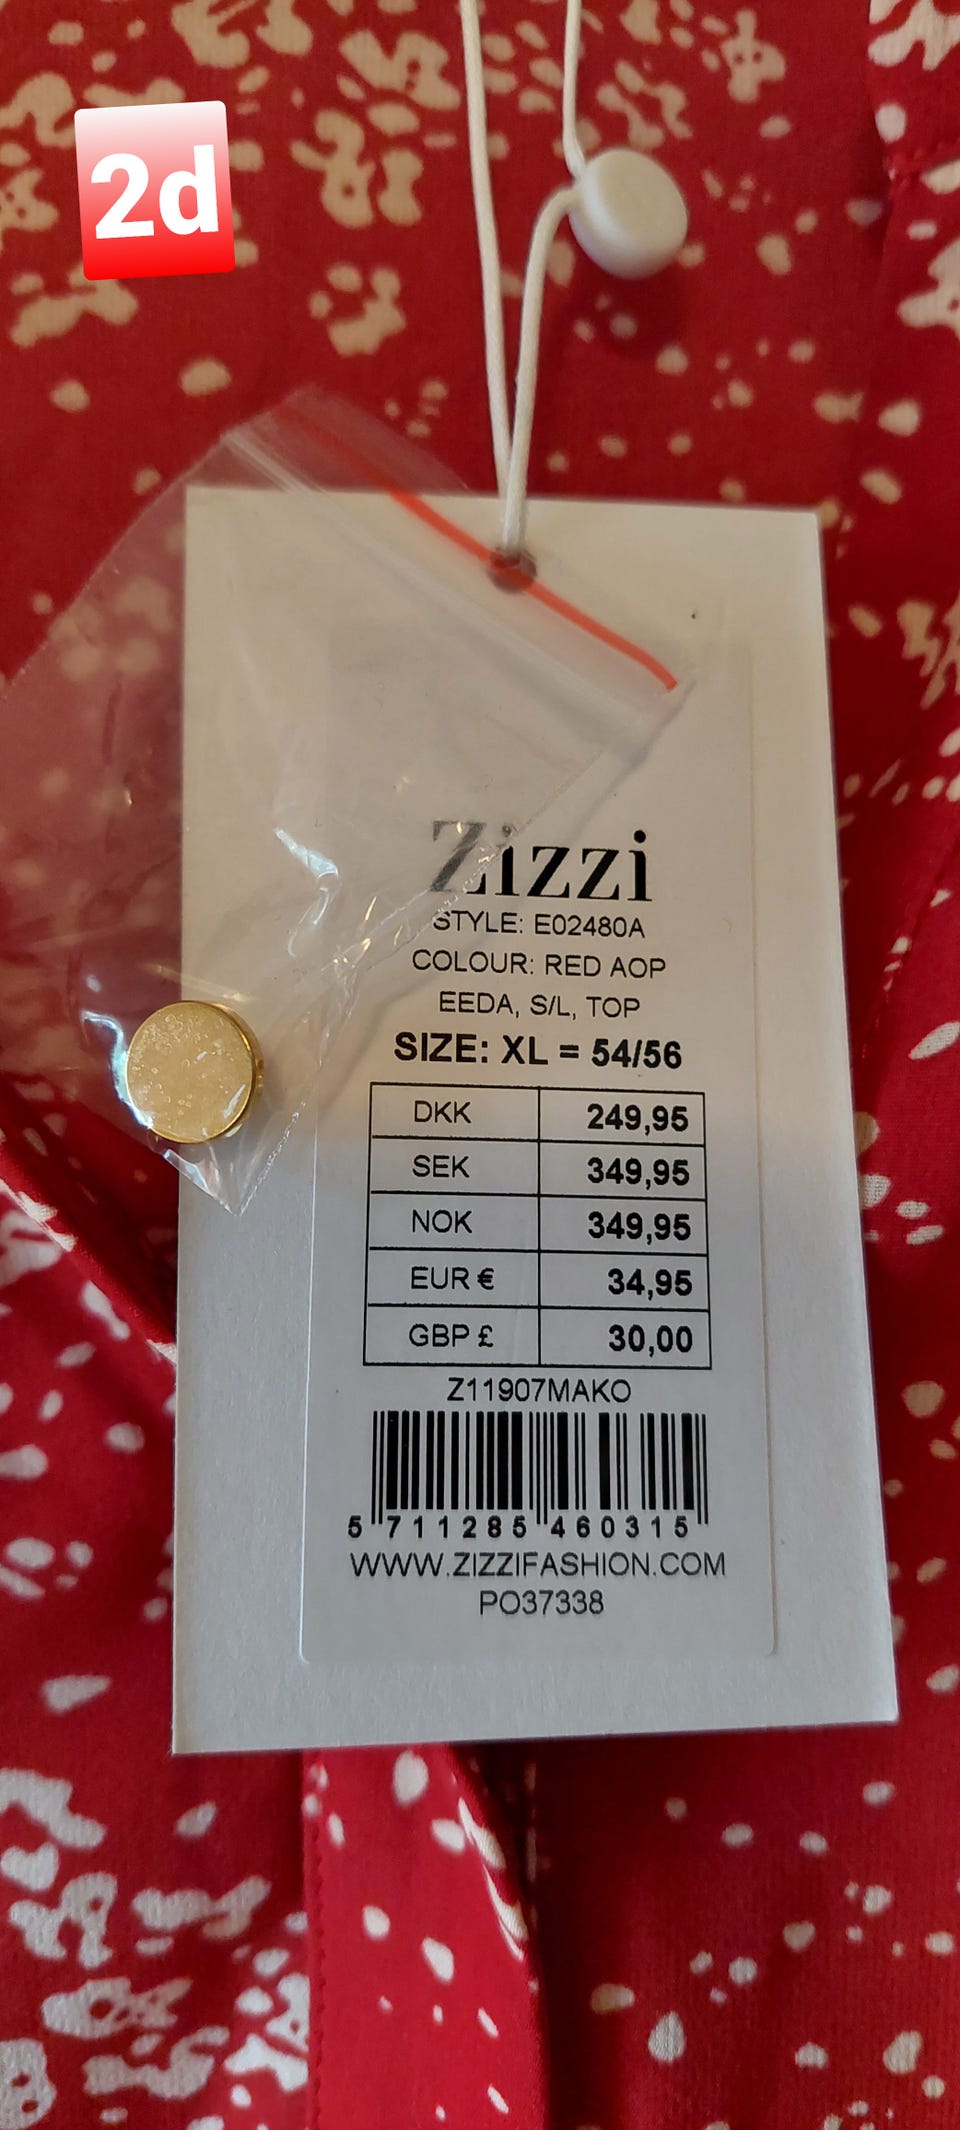 2d
Zizzi
STYLE: E02480A
COLOUR: RED AOP
EEDA, S/L, TOP
SIZE: XL = 54/56
DKK 249,95
SEK 349,95
NOK 349,95
EUR € 34,95
GBP £ 30,00
Z11907MAKO
5 711285 460315
WWW.ZIZZIFASHION.COM
PO37338